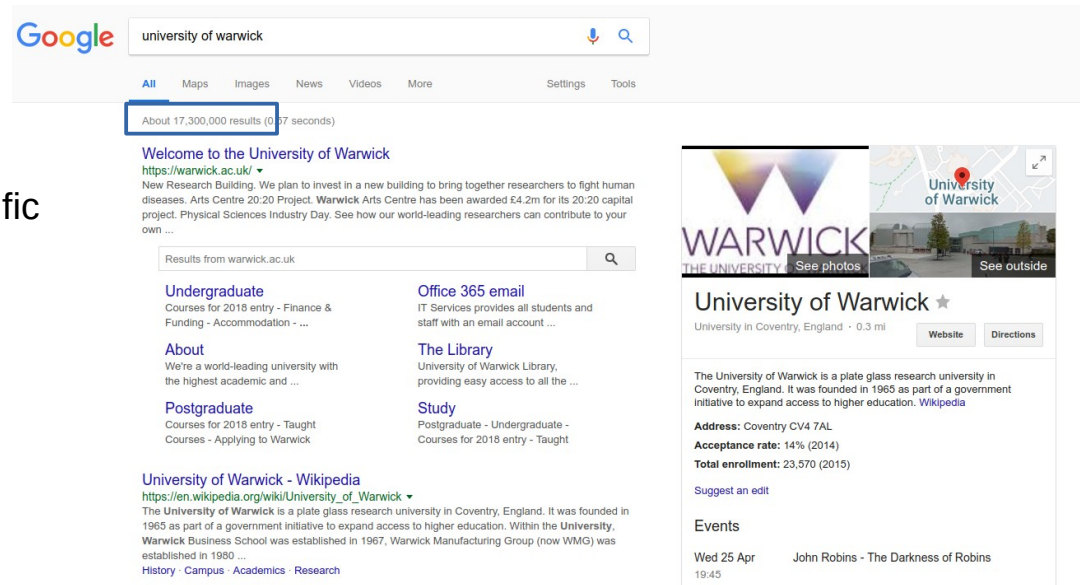 Google
university of warwick
All Maps Images News Videos More Settings Tools
About 17,300,000 results (0.57 seconds)
fic
Welcome to the University of Warwick
https://warwick.ac.uk/
New Research Building. We plan to invest in a new building to bring together researchers to fight human
diseases. Arts Centre 20:20 Project. Warwick Arts Centre has been awarded £4.2m for its 20:20 capital
project. Physical Sciences Industry Day. See how our world-leading researchers can contribute to your
own ...
Results from warwick.ac.uk
Undergraduate
Courses for 2018 entry - Finance &
Funding - Accommodation - ...
Office 365 email
IT Services provides all students and
staff with an email account ...
About
We're a world-leading university with
the highest academic and ...
The Library
University of Warwick Library,
providing easy access to all the ...
Postgraduate
Courses for 2018 entry - Taught
Courses - Applying to Warwick
Study
Postgraduate - Undergraduate -
Courses for 2018 entry - Taught
University of Warwick - Wikipedia
https://en.wikipedia.org/wiki/University_of_Warwick
The University of Warwick is a plate glass research university in Coventry, England. It was founded in
1965 as part of a government initiative to expand access to higher education. Within the University,
Warwick Business School was established in 1967, Warwick Manufacturing Group (now WMG) was
established in 1980 ...
History · Campus · Academics · Research
WARWICK
THE UNIVERSITY
See photos
University
of Warwick
See outside
University of Warwick
University in Coventry, England · 0.3 mi
Website
Directions
The University of Warwick is a plate glass research university in
Coventry, England. It was founded in 1965 as part of a government
initiative to expand access to higher education. Wikipedia
Address: Coventry CV4 7AL
Acceptance rate: 14% (2014)
Total enrollment: 23,570 (2015)
Suggest an edit
Events
Wed 25 Apr John Robins - The Darkness of Robins
19:45